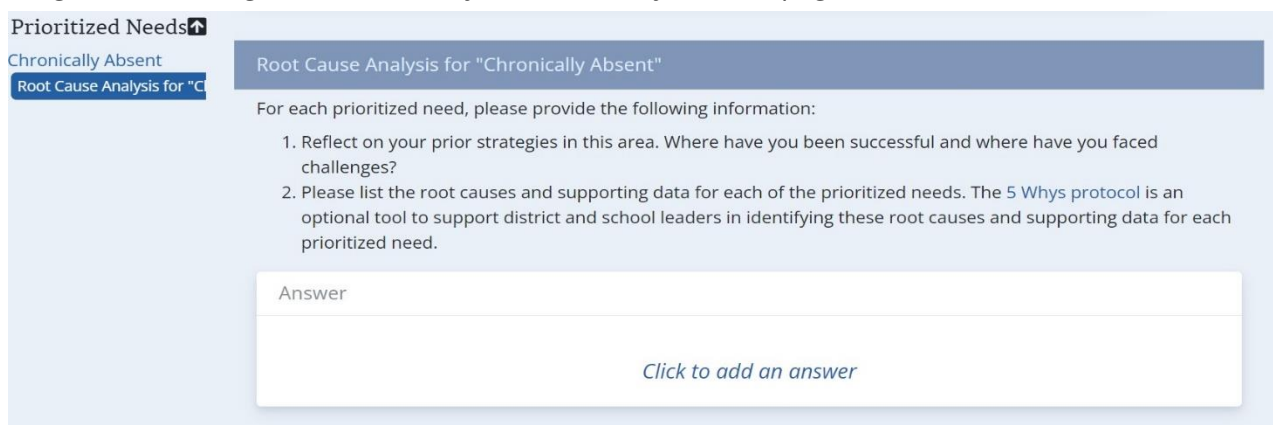 Prioritized Needs
Chronically Absent
Root Cause Analysis for "Cl
Root Cause Analysis for "Chronically Absent"
For each prioritized need, please provide the following information:
1. Reflect on your prior strategies in this area. Where have you been successful and where have you faced
challenges?
2. Please list the root causes and supporting data for each of the prioritized needs. The 5 Whys protocol is an
optional tool to support district and school leaders in identifying these root causes and supporting data for each
prioritized need.
Answer
Click to add an answer